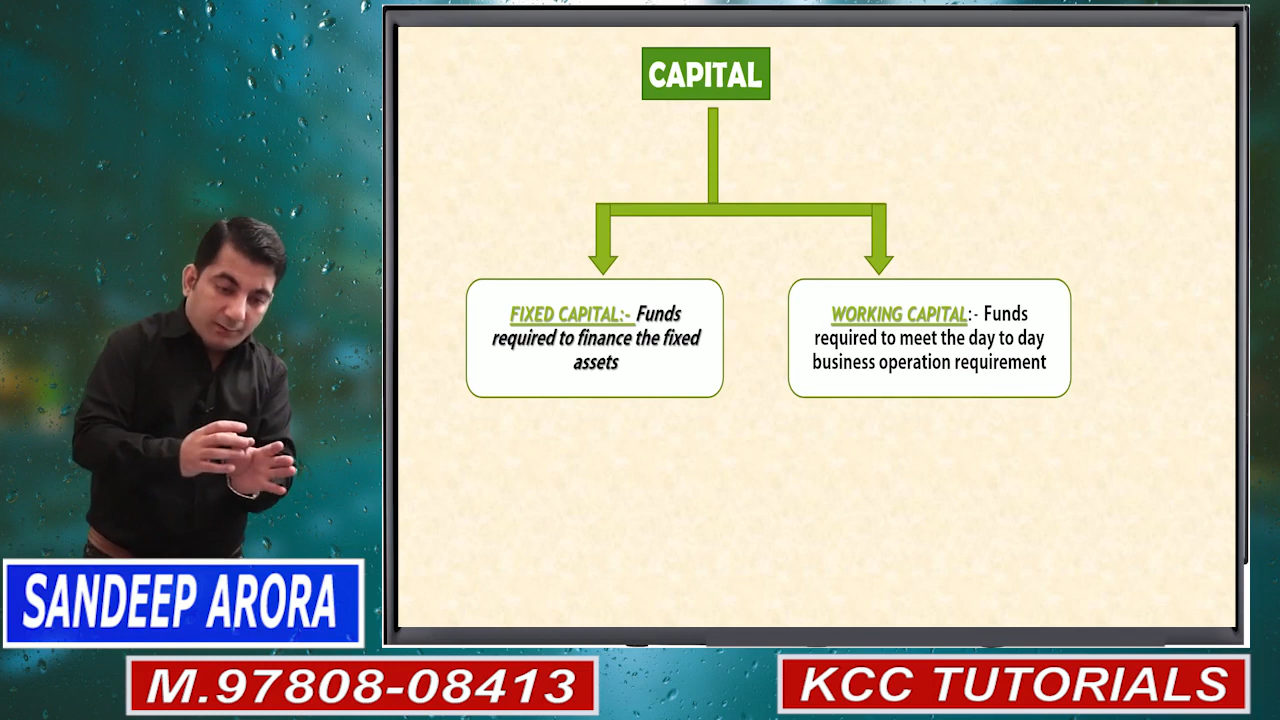 CAPITAL
FIXED CAPITAL:- Funds
required to finance the fixed
assets
WORKING CAPITAL:- Funds
required to meet the day to day
business operation requirement
SANDEEP ARORA
M.97808-08413
KCC TUTORIALS